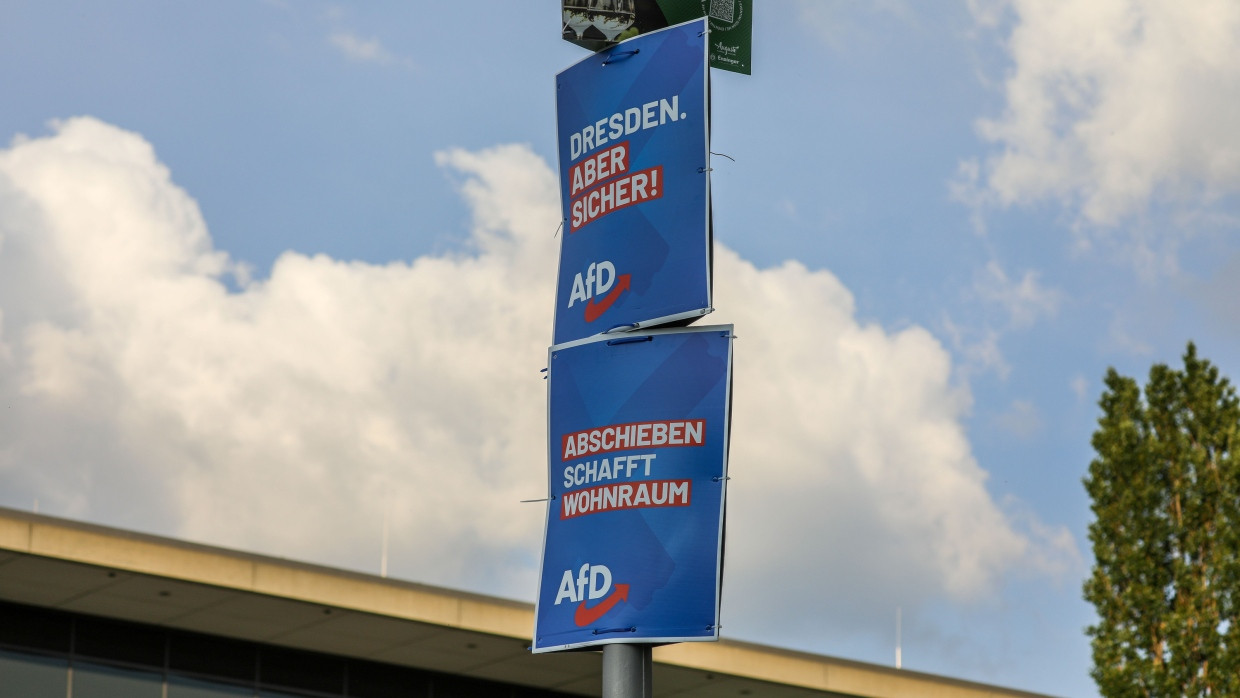 DRESDEN.
ABER
SICHER!
AfD
ABSCHIEBEN
SCHAFFT
WOHNRAUM
AfD